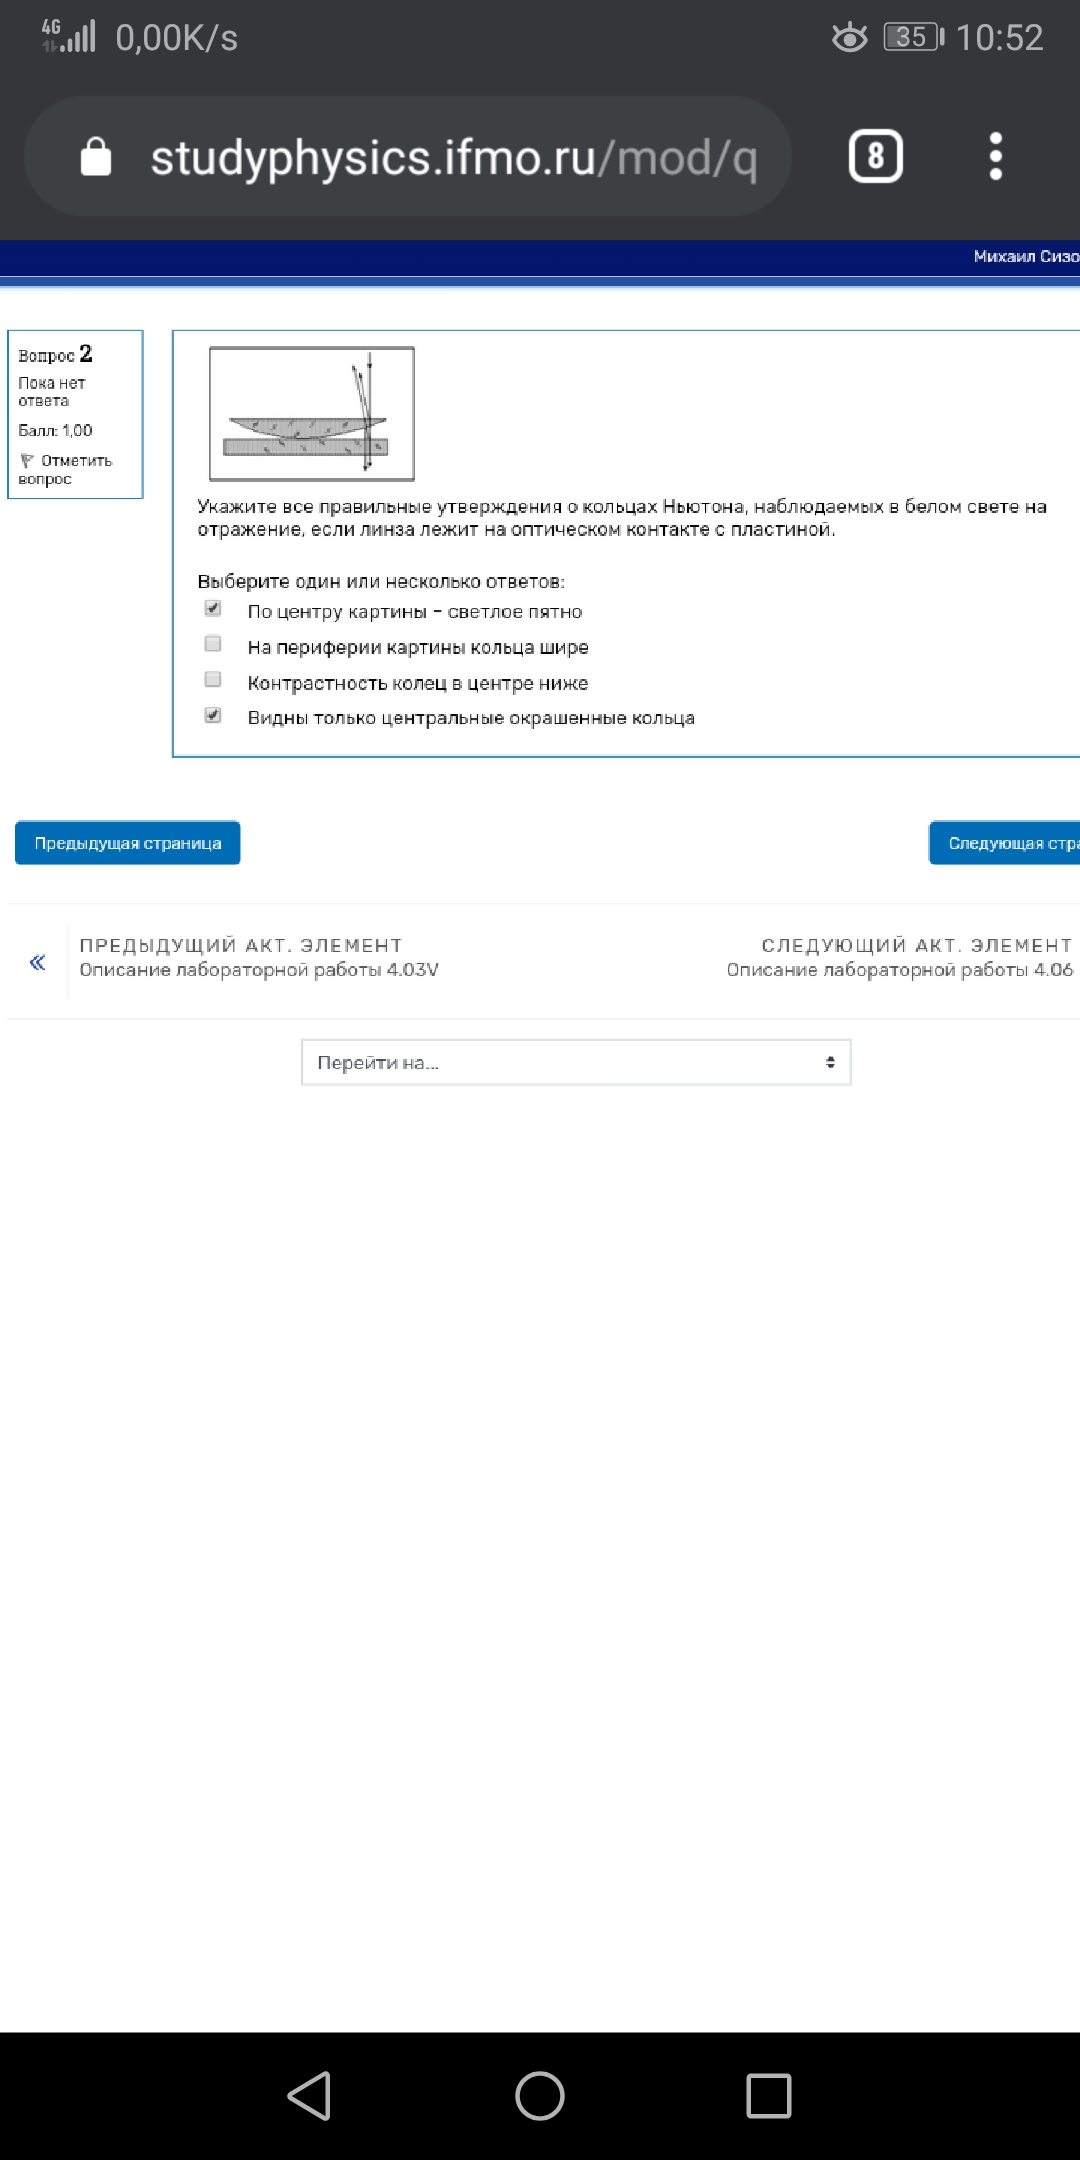 4G 0,00K/s 35 10:52
studyphysics.ifmo.ru/mod/q 8
Михаил Сизо
Вопрос 2
Пока нет
ответа
Балл: 1,00
Отметить
вопрос
Укажите все правильные утверждения о кольцах Ньютона, наблюдаемых в белом свете на
отражение, если линза лежит на оптическом контакте с пластиной.
Выберите один или несколько ответов:
По центру картины – светлое пятно
На периферии картины кольца шире
Контрастность колец в центре ниже
Видны только центральные окрашенные кольца
Предыдущая страница
Следующая стра
« ПРЕДЫДУЩИЙ АКТ. ЭЛЕМЕНТ
Описание лабораторной работы 4.03V
СЛЕДУЮЩИЙ АКТ. ЭЛЕМЕНТ
Описание лабораторной работы 4.06
Перейти на...